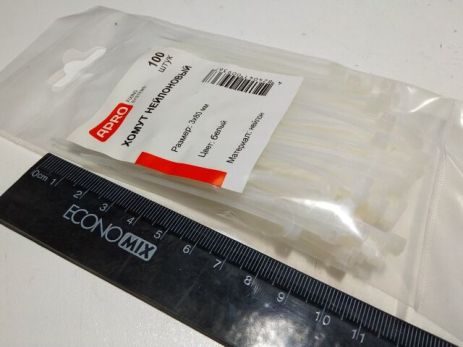 100
штук
APRO
ХОМУТ НЕЙЛОНОВЫЙ
Размер: 3х80 мм
Цвет: белый
Материал: нейлон
0cm 1 2 3 4 5 6 7 8 9 10 11
ECONOMIX